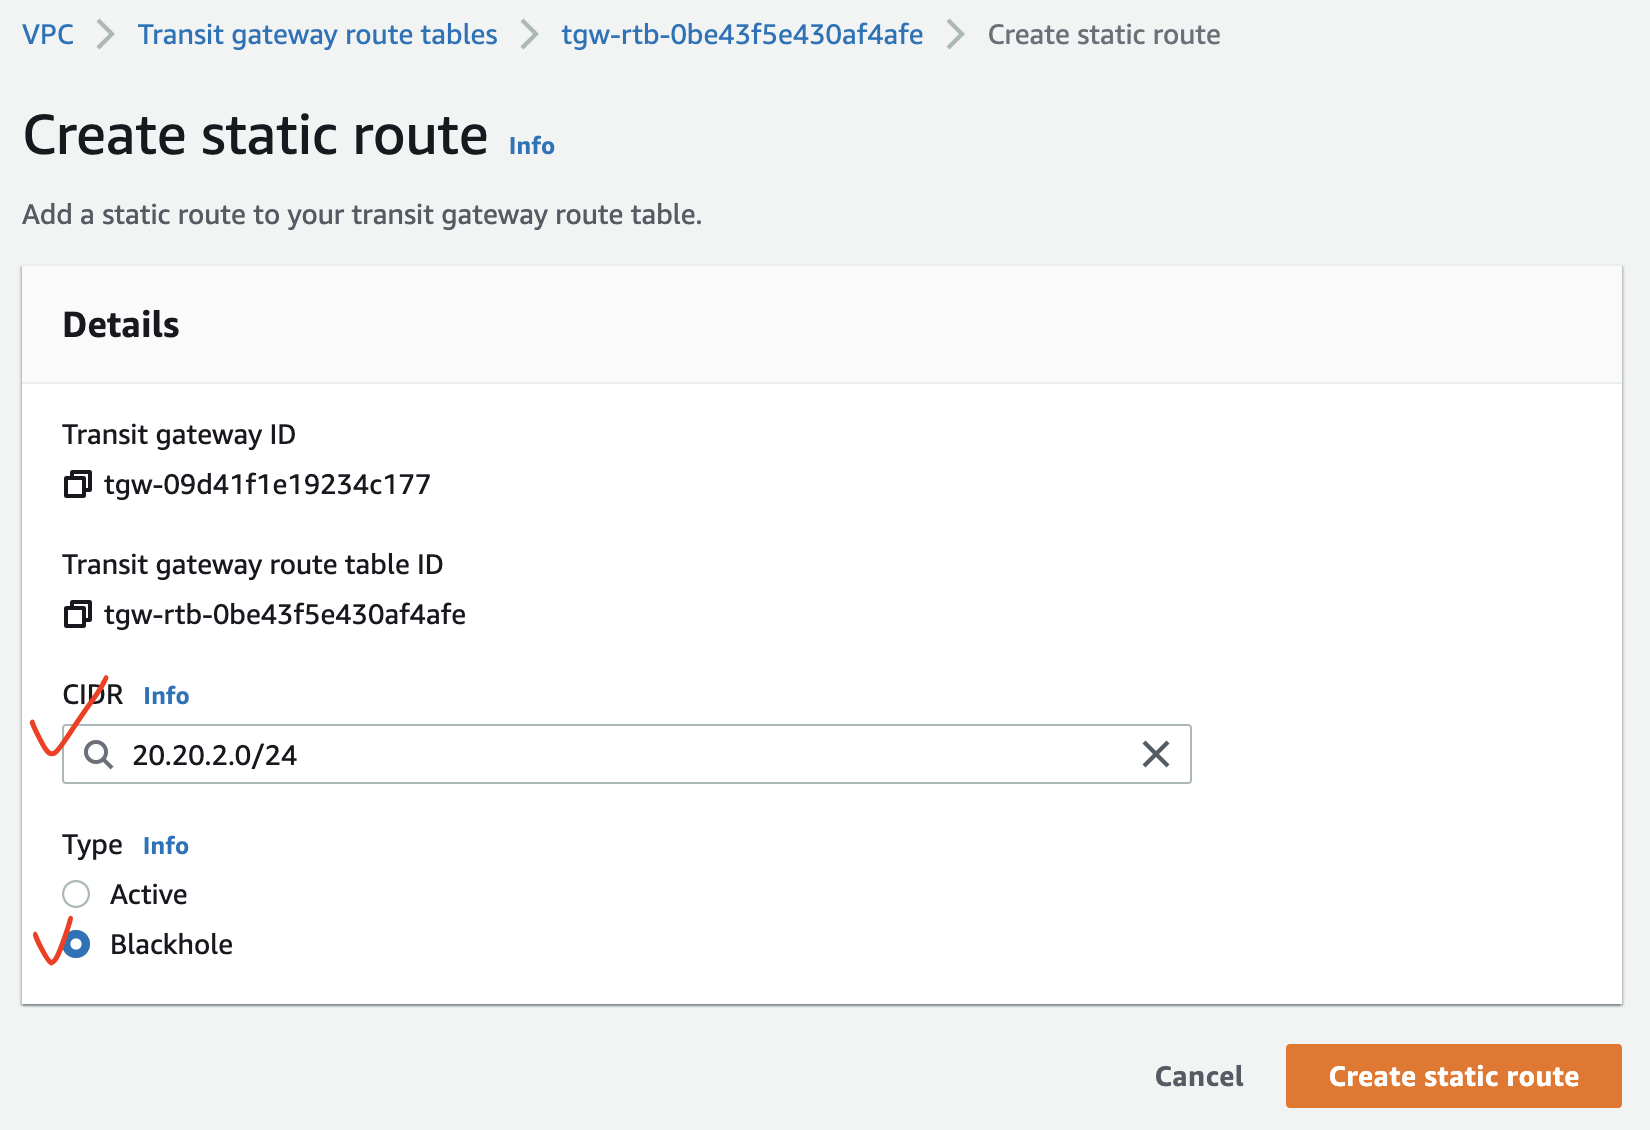 VPC > Transit gateway route tables > tgw-rtb-0be43f5e430af4afe > Create static route
Create static route Info
Add a static route to your transit gateway route table.
Details
Transit gateway ID
tgw-09d41f1e19234c177
Transit gateway route table ID
tgw-rtb-0be43f5e430af4afe
CIDR Info
20.20.2.0/24
Type Info
Active
Blackhole
Cancel Create static route